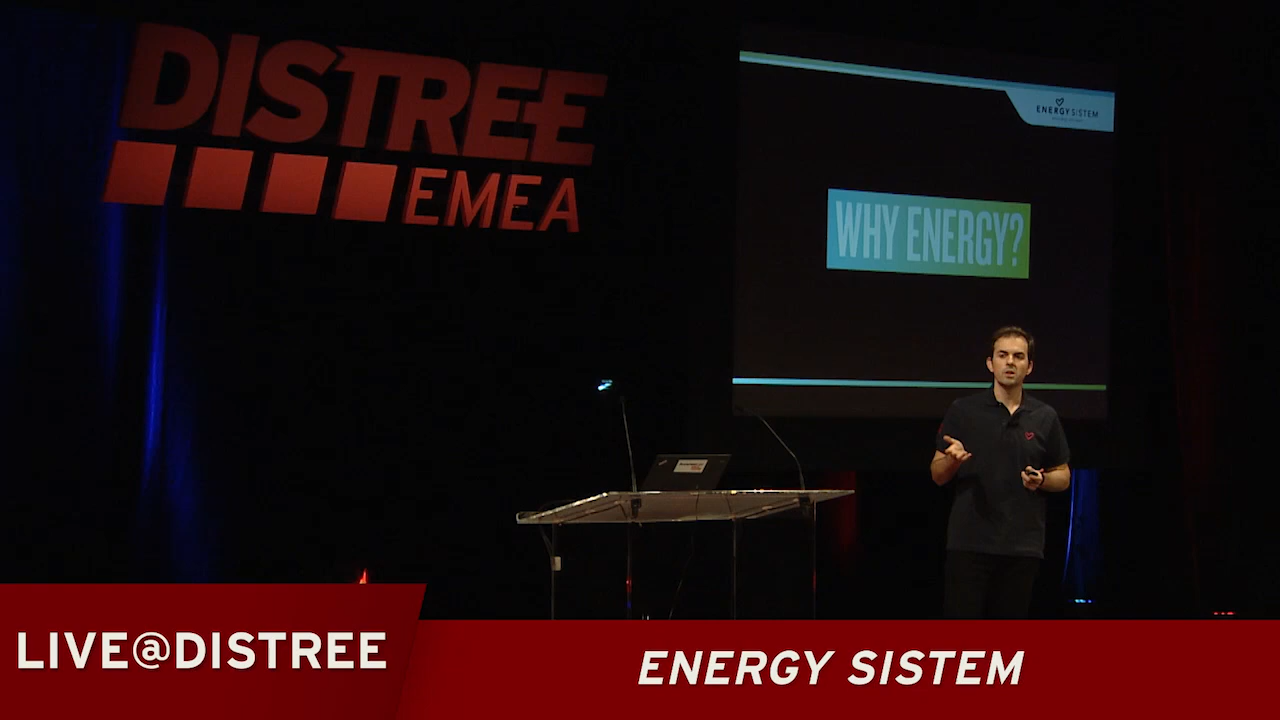 DISTREE
EMEA
ENERGY SISTEM
WHY ENERGY?
LIVE@DISTREE
ENERGY SISTEM